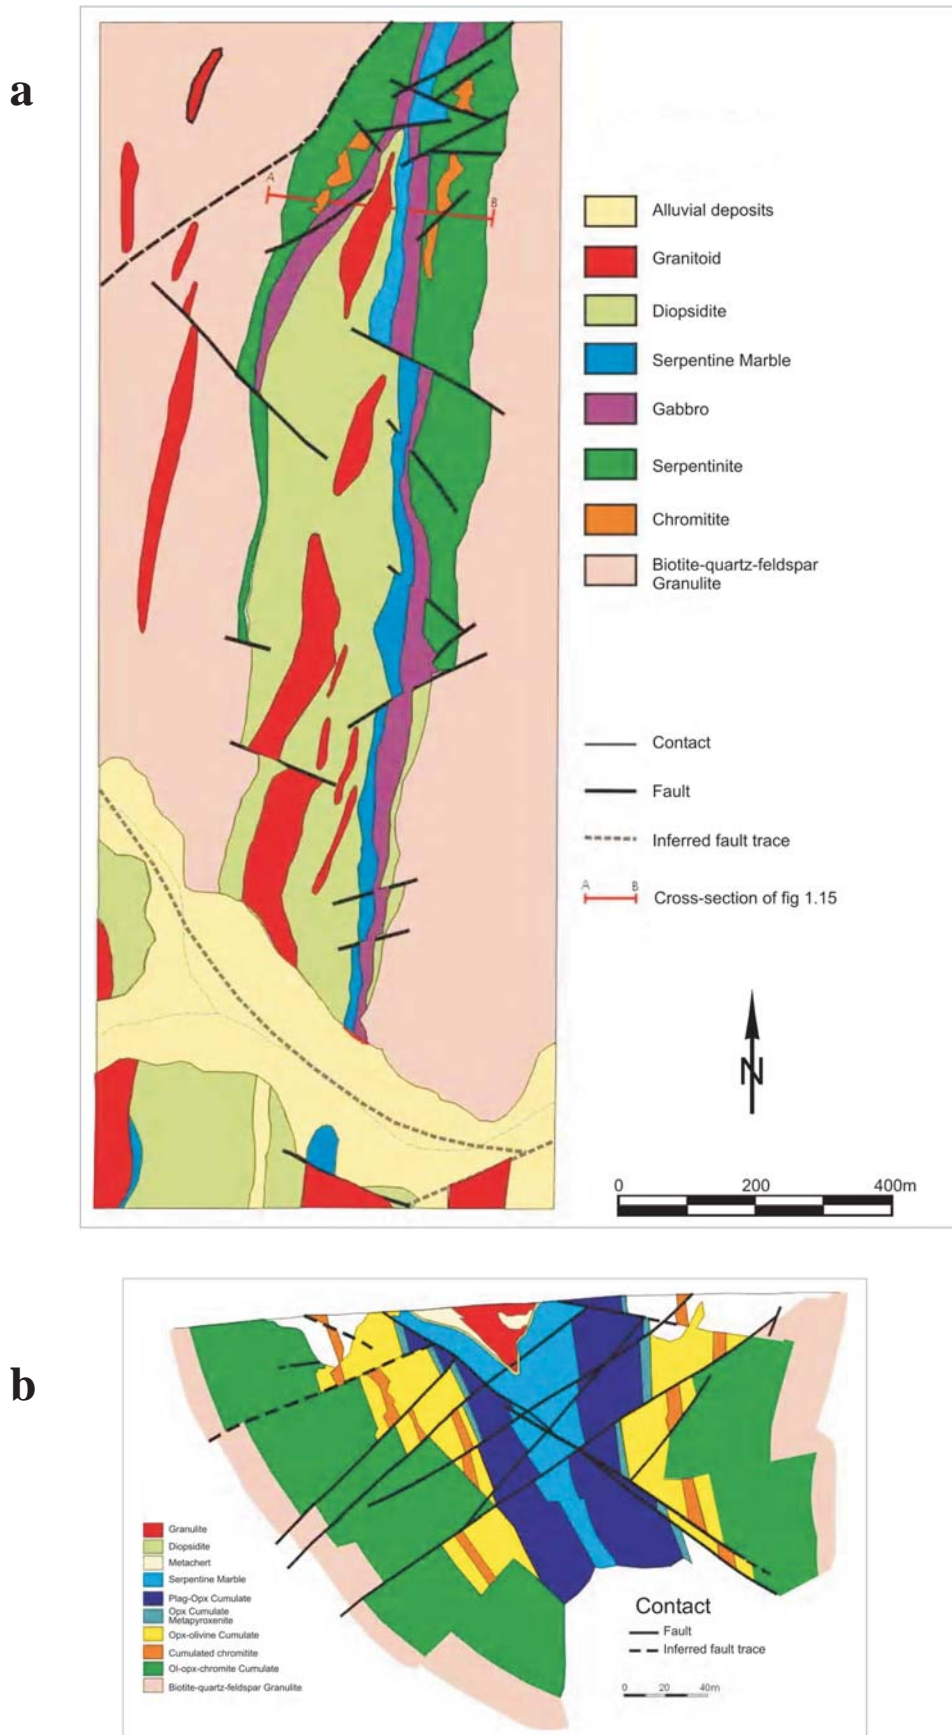 a
A
B
Alluvial deposits
Granitoid
Diopsidite
Serpentine Marble
Gabbro
Serpentinite
Chromitite
Biotite-quartz-feldspar
Granulite
Contact
Fault
Inferred fault trace
A B
Cross-section of fig 1.15
N
0 200 400m
b
Granulite
Diopsidite
Metachert
Serpentine Marble
Plag-Opx Cumulate
Opx Cumulate
Metapyroxenite
Opx-olivine Cumulate
Cumulated chromitite
Ol-opx-chromite Cumulate
Biotite-quartz-feldspar Granulite
Contact
Fault
Inferred fault trace
0 20 40m